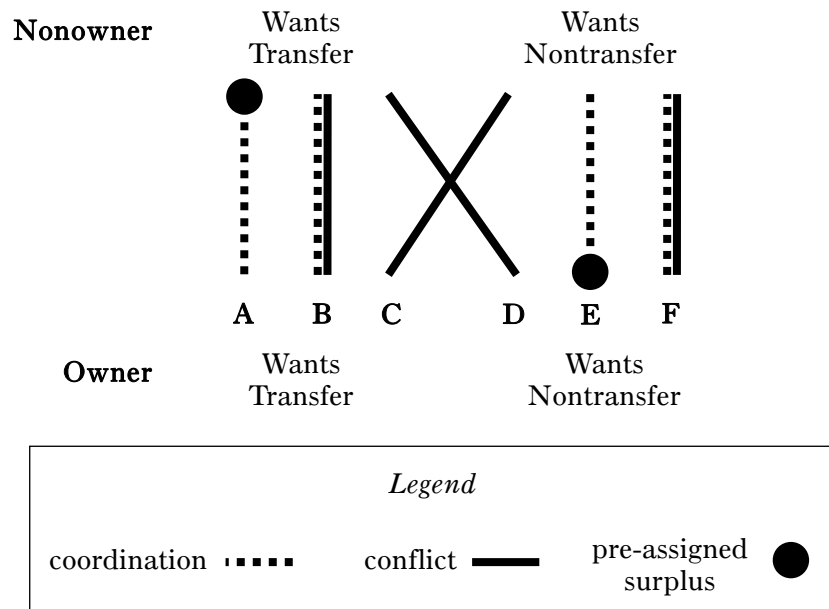 Nonowner
Wants Transfer
Wants Nontransfer
A B C D E F
Owner
Wants Transfer
Wants Nontransfer
Legend
coordination
conflict
pre-assigned surplus